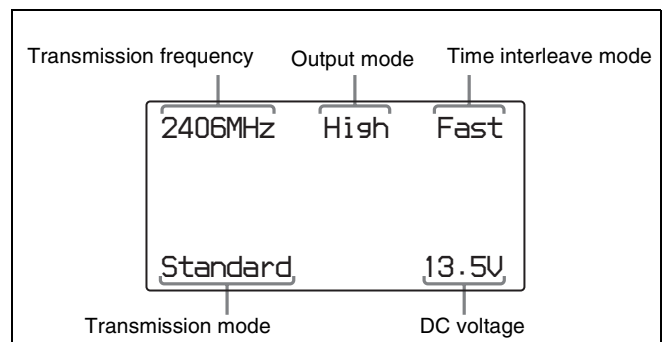 Transmission frequency Output mode Time interleave mode
2406MHz High Fast
Standard 13.5V
Transmission mode DC voltage